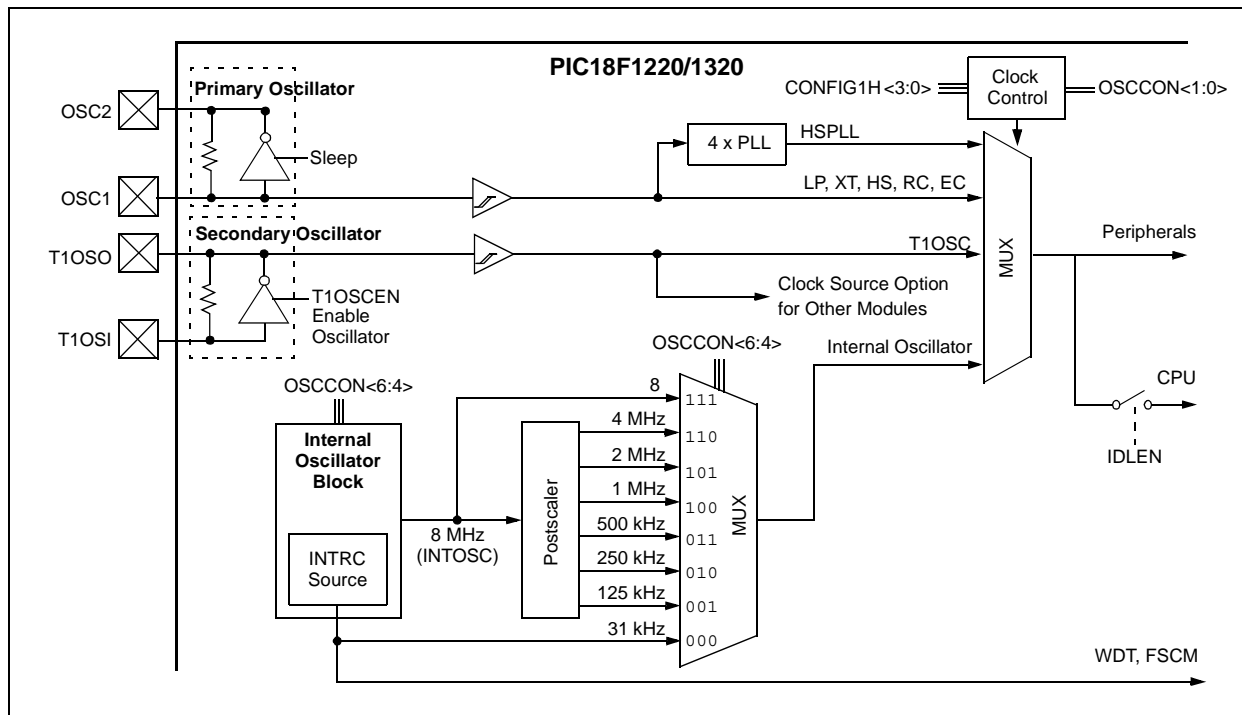 PIC18F1220/1320
Primary Oscillator
OSC2
Sleep
OSC1
Secondary Oscillator
T1OSO
T1OSCEN
Enable
Oscillator
T1OSI
CONFIG1H <3:0>
Clock
Control
OSCCON<1:0>
4 x PLL
HSPLL
LP, XT, HS, RC, EC
T1OSC
Clock Source Option
for Other Modules
Internal Oscillator
MUX
Peripherals
CPU
IDLEN
OSCCON<6:4>
OSCCON<6:4>
Internal
Oscillator
Block
INTRC
Source
8 MHz
(INTOSC)
Postscaler
8
4 MHz
2 MHz
1 MHz
500 kHz
250 kHz
125 kHz
31 kHz
111
110
101
100
011
010
001
000
MUX
WDT, FSCM